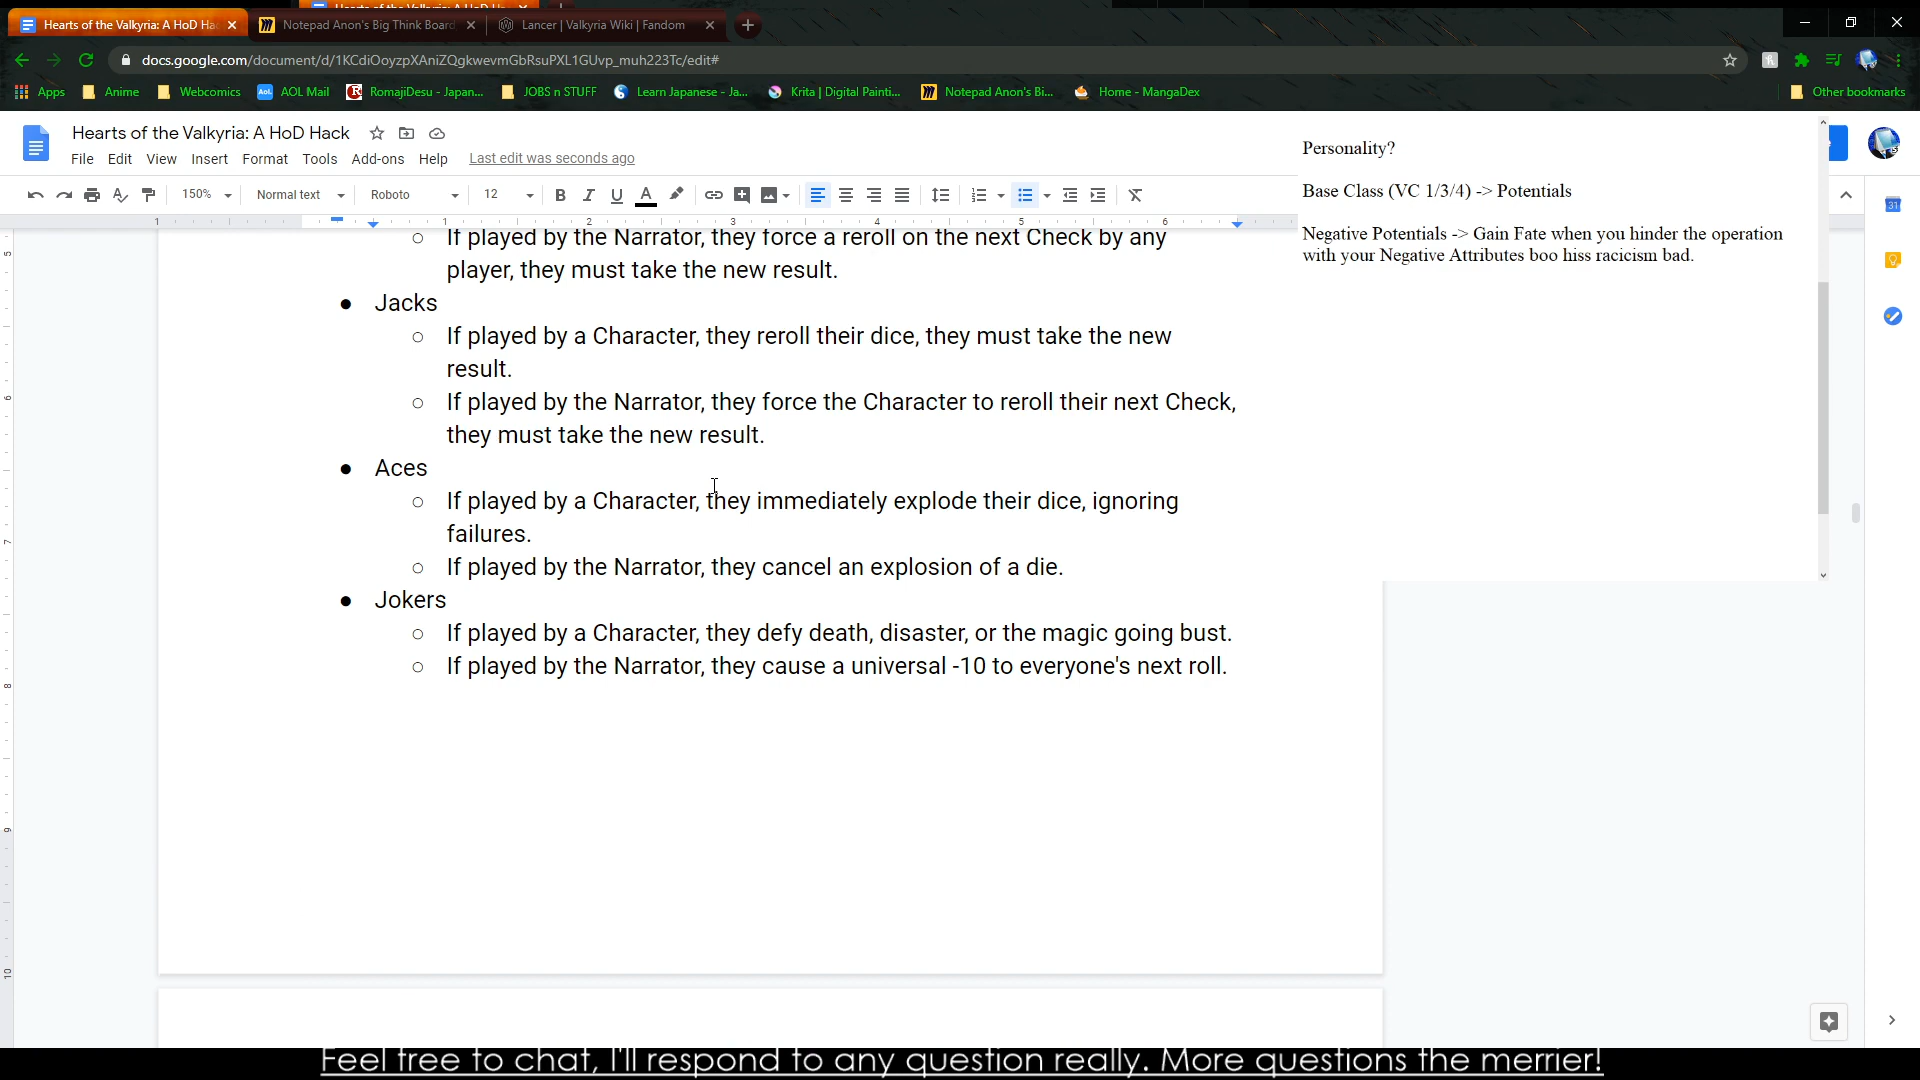 Hearts of the Valkyria: A HoD Ha
Notepad Anon's Big Think Board
Lancer | Valkyria Wiki | Fandom
docs.google.com/document/d/1KCdiOoyzpXAniZQgkwevmGbRsuPXL1GUvp_muh223Tc/edit#
Apps
Anime
Webcomics
AOL Mail
RomajiDesu - Japan...
JOBS n STUFF
Learn Japanese - Ja...
Krita | Digital Painti...
Notepad Anon's Bi...
Home - MangaDex
Other bookmarks
Hearts of the Valkyria: A HoD Hack
File Edit View Insert Format Tools Add-ons Help Last edit was seconds ago
150% Normal text Roboto 12
Personality?
Base Class (VC 1/3/4) -> Potentials
Negative Potentials -> Gain Fate when you hinder the operation
with your Negative Attributes boo hiss racicism bad.
1 1 2 3 4 5 6
If played by the Narrator, they force a reroll on the next Check by any
player, they must take the new result.
Jacks
If played by a Character, they reroll their dice, they must take the new
result.
If played by the Narrator, they force the Character to reroll their next Check,
they must take the new result.
Aces
If played by a Character, they immediately explode their dice, ignoring
failures.
If played by the Narrator, they cancel an explosion of a die.
Jokers
If played by a Character, they defy death, disaster, or the magic going bust.
If played by the Narrator, they cause a universal -10 to everyone's next roll.
Feel free to chat, I'll respond to any question really. More questions the merrier!